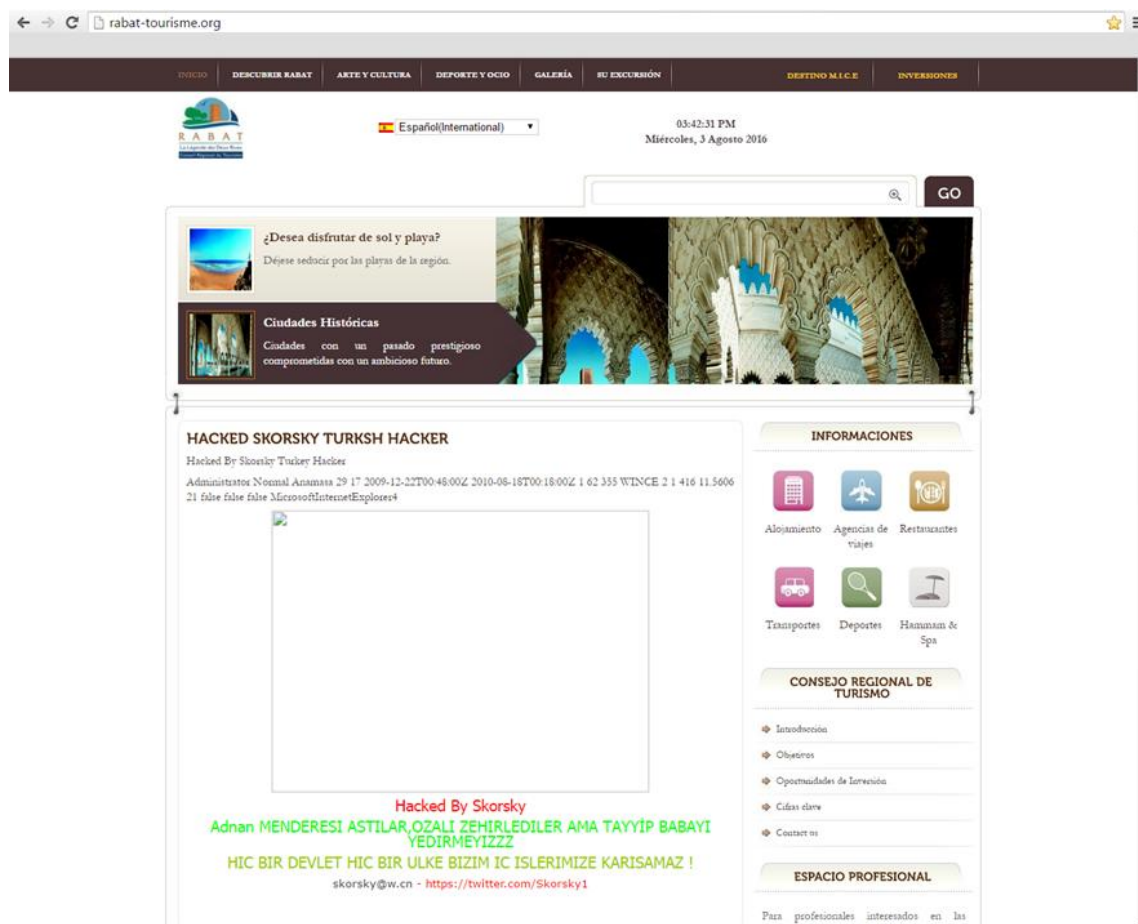 rabat-tourisme.org
INICIO DESCUBRIR RABAT ARTE Y CULTURA DEPORTE Y OCIO GALERÍA SU EXCURSIÓN DESTINO M.I.C.E INVERSIONES
RABAT
Español(International)
03:42:31 PM
Miércoles, 3 Agosto 2016
GO
¿Desea disfrutar de sol y playa?
Déjese seducir por las playas de la región.
Ciudades Históricas
Ciudades con un pasado prestigioso
comprometidas con un ambicioso futuro.
HACKED SKORSKY TURKSH HACKER
Hacked By Skorsky Turkey Hacker
Administrator Normal Anamasa 29 17 2009-12-22T00:48:00Z 2010-08-18T00:18:00Z 1 62 355 WINCE 2 1 416 11.5606
21 false false false MicrosoftInternetExplorer4
Hacked By Skorsky
Adnan MENDERESI ASTILAR,OZALI ZEHIRLEDILER AMA TAYYİP BABAYI
YEDIRMEYIZZZ
HIC BIR DEVLET HIC BIR ULKE BIZIM IC ISLERIMIZE KARISAMAZ !
skorsky@w.cn - https://twitter.com/Skorsky1
INFORMACIONES
Alojamiento
Agencias de
viajes
Restaurantes
Transportes
Deportes
Hammam &
Spa
CONSEJO REGIONAL DE
TURISMO
Introducción
Objetivos
Oportunidades de Inversión
Cifras clave
Contact us
ESPACIO PROFESIONAL
Para profesionales interesados en las